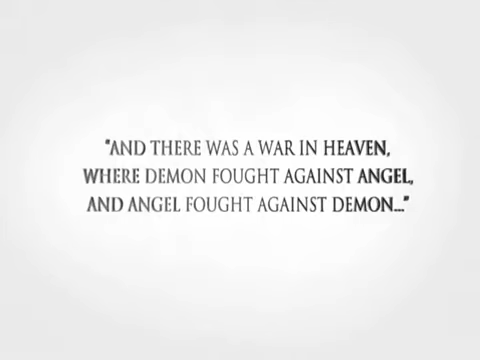 "AND THERE WAS A WAR IN HEAVEN,
WHERE DEMON FOUGHT AGAINST ANGEL,
AND ANGEL FOUGHT AGAINST DEMON..."